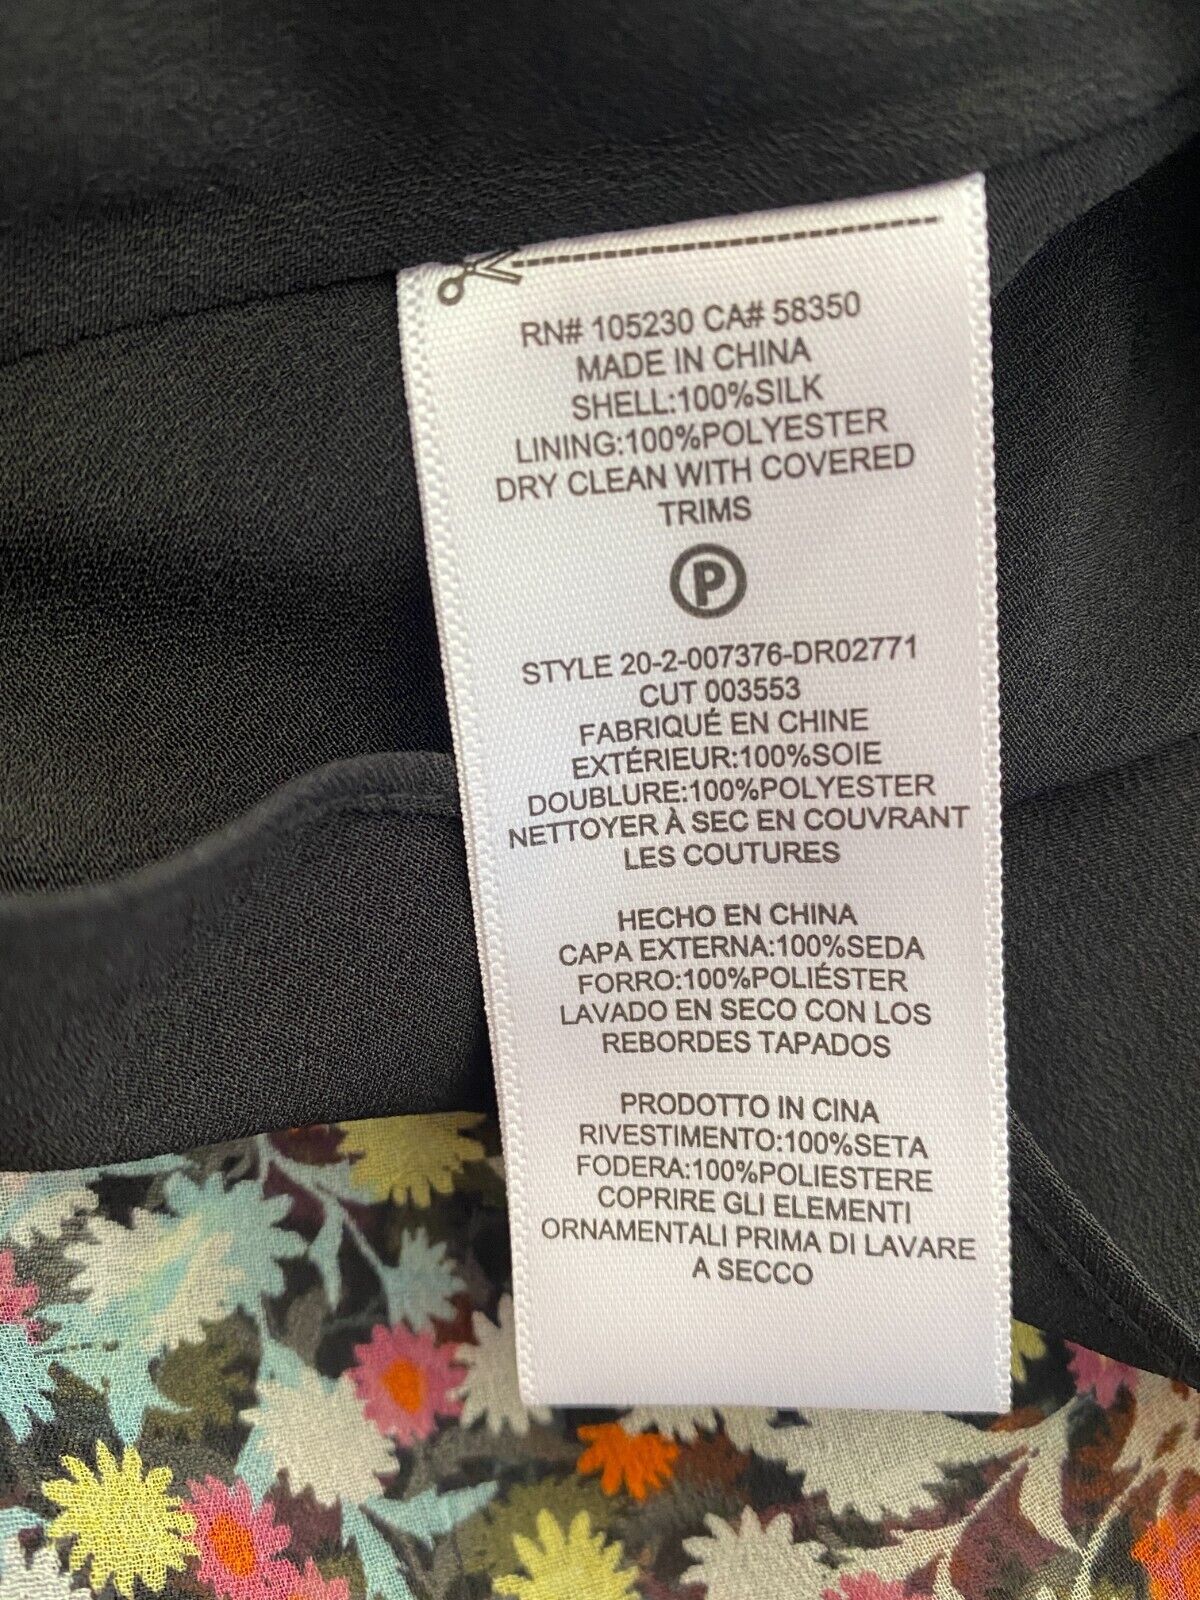 RN# 105230 CA# 58350
MADE IN CHINA
SHELL:100%SILK
LINING:100%POLYESTER
DRY CLEAN WITH COVERED
TRIMS
P
STYLE 20-2-007376-DR02771
CUT 003553
FABRIQUÉ EN CHINE
EXTÉRIEUR:100%SOIE
DOUBLURE:100%POLYESTER
NETTOYER À SEC EN COUVRANT
LES COUTURES
HECHO EN CHINA
CAPA EXTERNA:100%SEDA
FORRO:100%POLIÉSTER
LAVADO EN SECO CON LOS
REBORDES TAPADOS
PRODOTTO IN CINA
RIVESTIMENTO:100%SETA
FODERA:100%POLIESTERE
COPRIRE GLI ELEMENTI
ORNAMENTALI PRIMA DI LAVARE
A SECCO